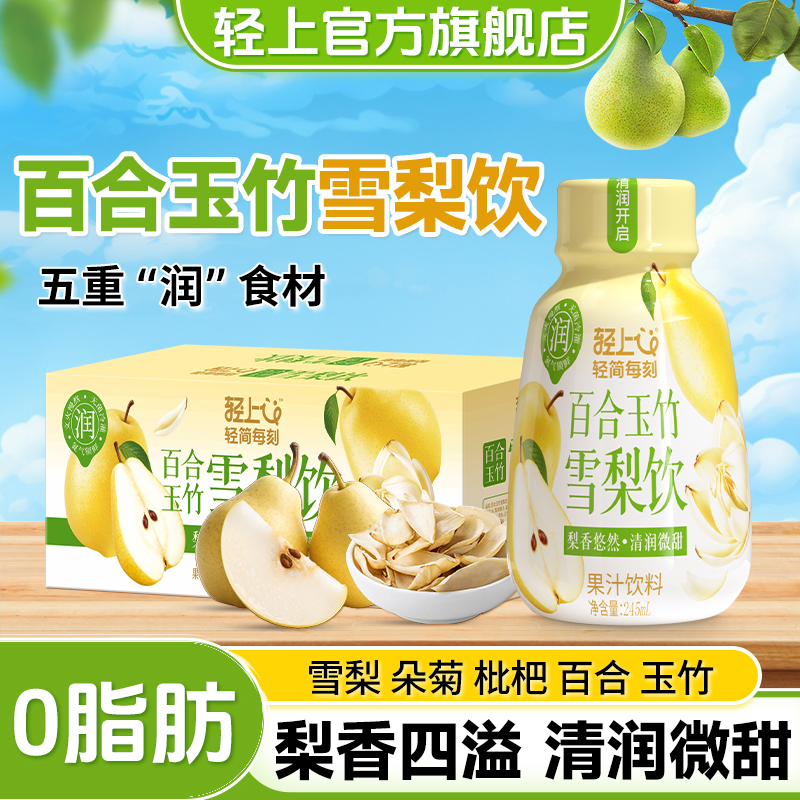 轻上官方旗舰店
百合玉竹雪梨饮
五重“润”食材
清润开启
润
轻上
轻简每刻
百合玉竹
雪梨饮
梨香悠然·清润微甜
果汁饮料
净含量:245mL
润
轻上
轻简每刻
百合
玉竹
雪梨饮
百合
玉竹
0脂肪
雪梨 朵菊 枇杷 百合 玉竹
梨香四溢 清润微甜